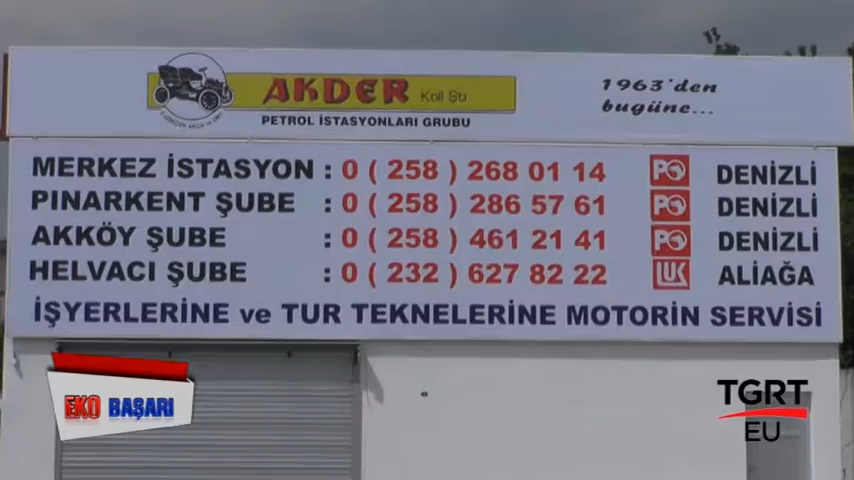 AKDER Koll Şti
PETROL İSTASYONLARI GRUBU
1963'den
bugüne...
MERKEZ İSTASYON : 0 ( 258 ) 268 01 14 PO DENİZLİ
PINARKENT ŞUBE : 0 ( 258 ) 286 57 61 PO DENİZLİ
AKKÖY ŞUBE : 0 ( 258 ) 461 21 41 PO DENİZLİ
HELVACI ŞUBE : 0 ( 232 ) 627 82 22 LUK ALİAĞA
İŞYERLERİNE ve TUR TEKNELERİNE MOTORİN SERVİSİ
EKO BAŞARI
TGRT
EU